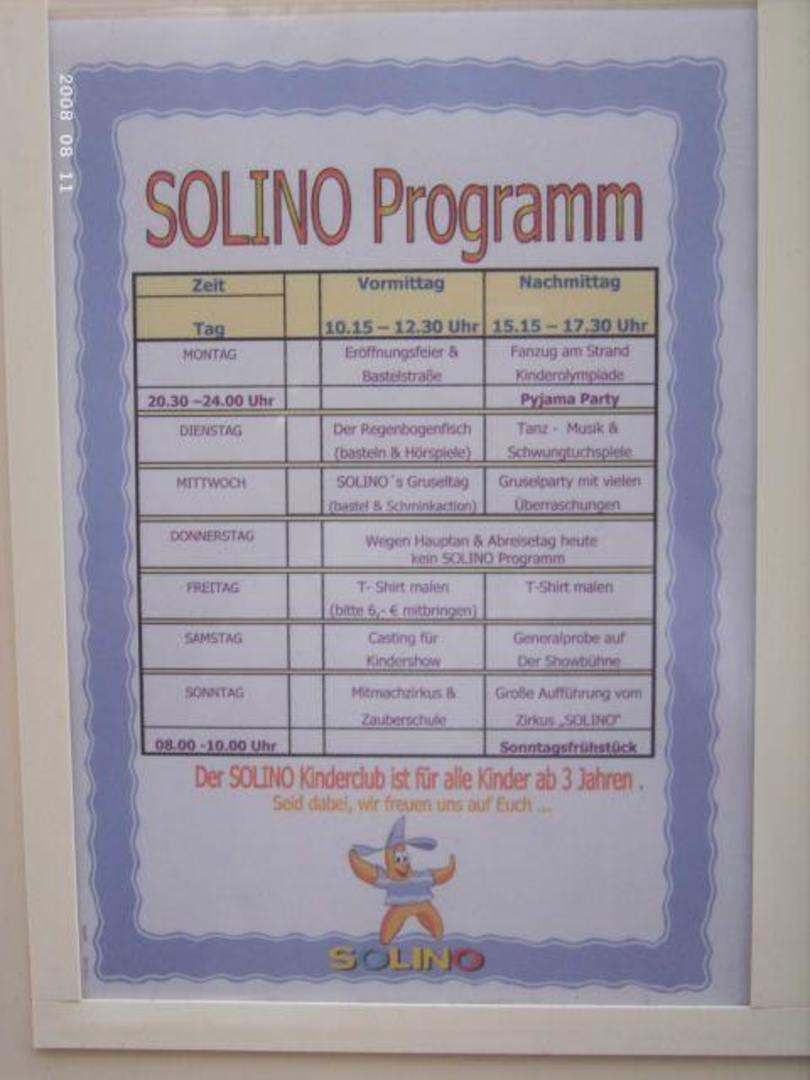 2008 08 11
SOLINO Programm
Zeit Vormittag Nachmittag
Tag 10.15 – 12.30 Uhr 15.15 – 17.30 Uhr
MONTAG Eröffnungsfeier & Fanzug am Strand
Bastelstraße Kinderolympiade
20.30 –24.00 Uhr Pyjama Party
DIENSTAG Der Regenbogenfisch Tanz - Musik &
(basteln & Hörspiele) Schwungtuchspiele
MITTWOCH SOLINO´s Gruseltag Gruselparty mit vielen
(bastel & Schminkaction) Überraschungen
DONNERSTAG Wegen Hauptan & Abreisetag heute
kein SOLINO Programm
FREITAG T- Shirt malen T-Shirt malen
(bitte 6,- € mitbringen)
SAMSTAG Casting für Generalprobe auf
Kindershow Der Showbühne
SONNTAG Mitmachzirkus & Große Aufführung vom
Zauberschule Zirkus „SOLINO"
08.00 -10.00 Uhr Sonntagsfrühstück
Der SOLINO Kinderclub ist für alle Kinder ab 3 Jahren .
Seid dabei, wir freuen uns auf Euch ...
SOLINO